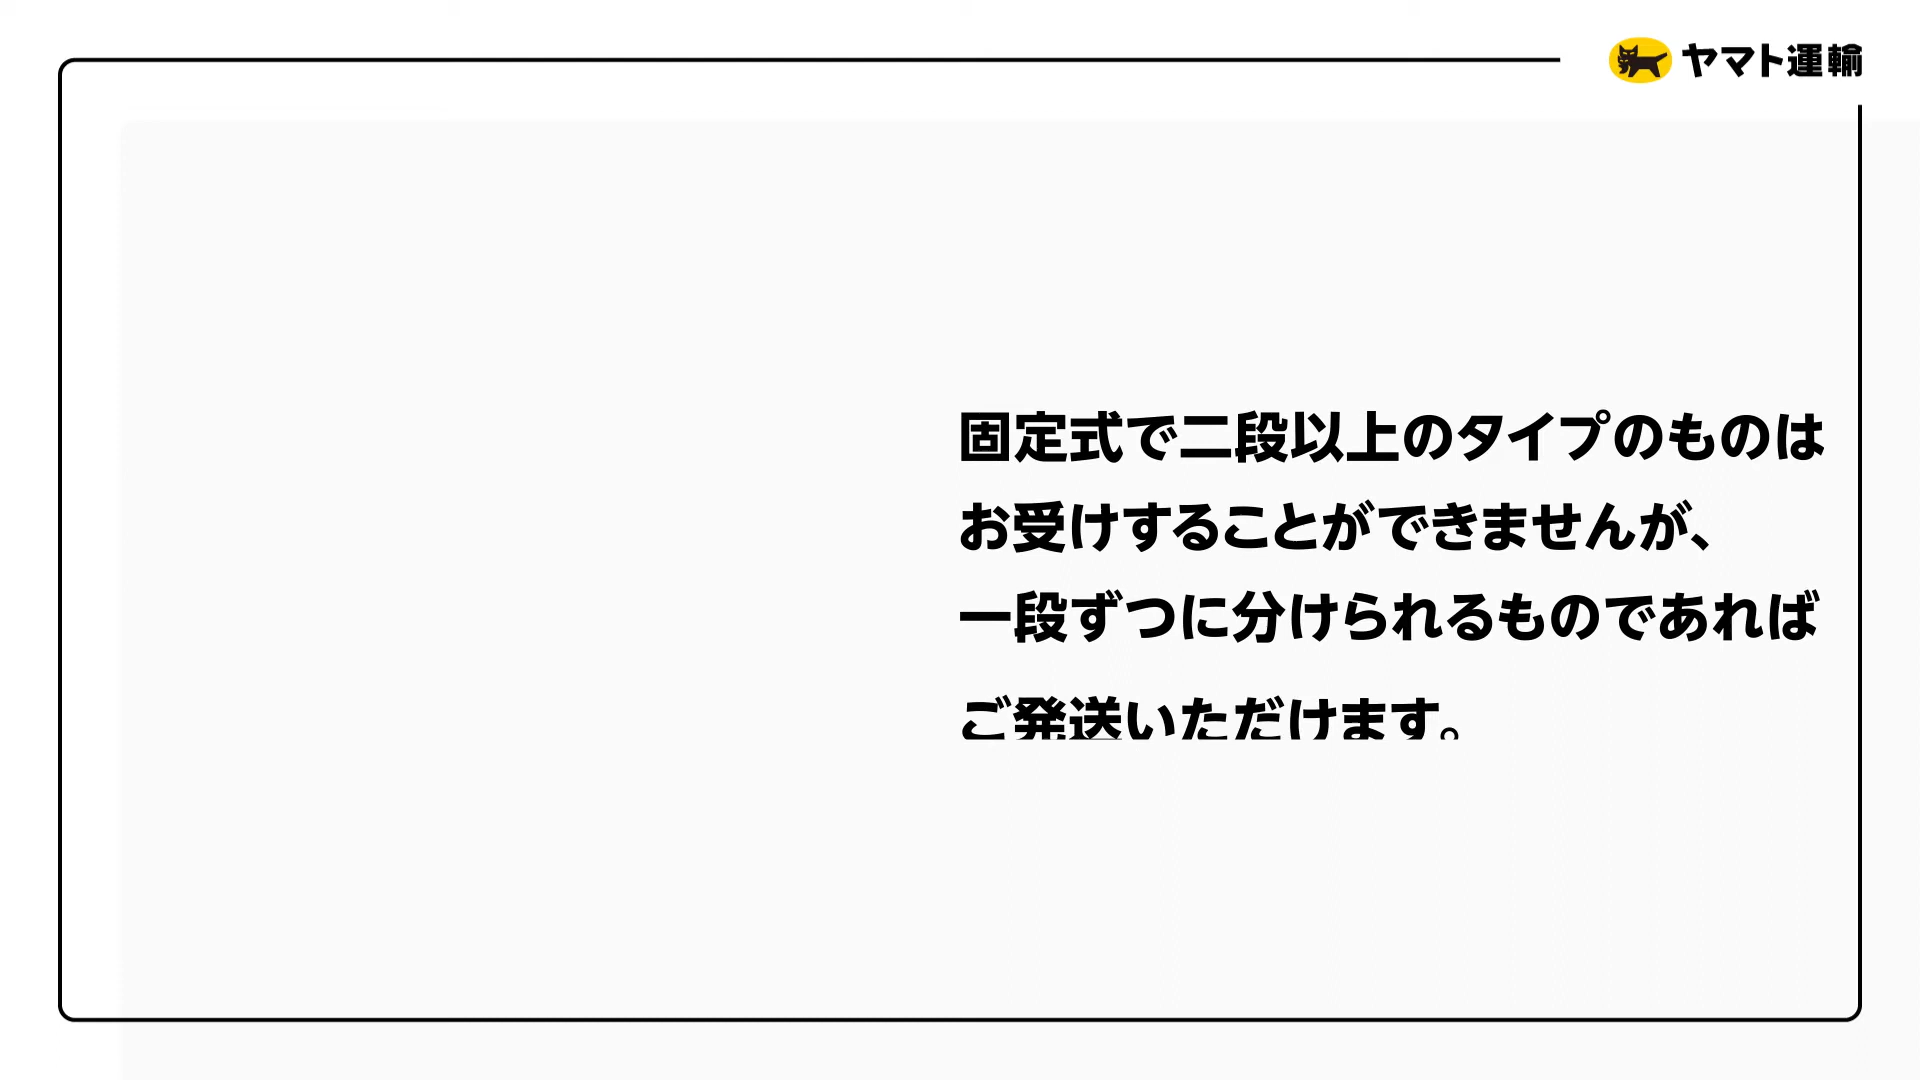 ヤマト運輸
固定式で二段以上のタイプのものは
お受けすることができませんが、
一段ずつに分けられるものであれば
ご発送いただけます。